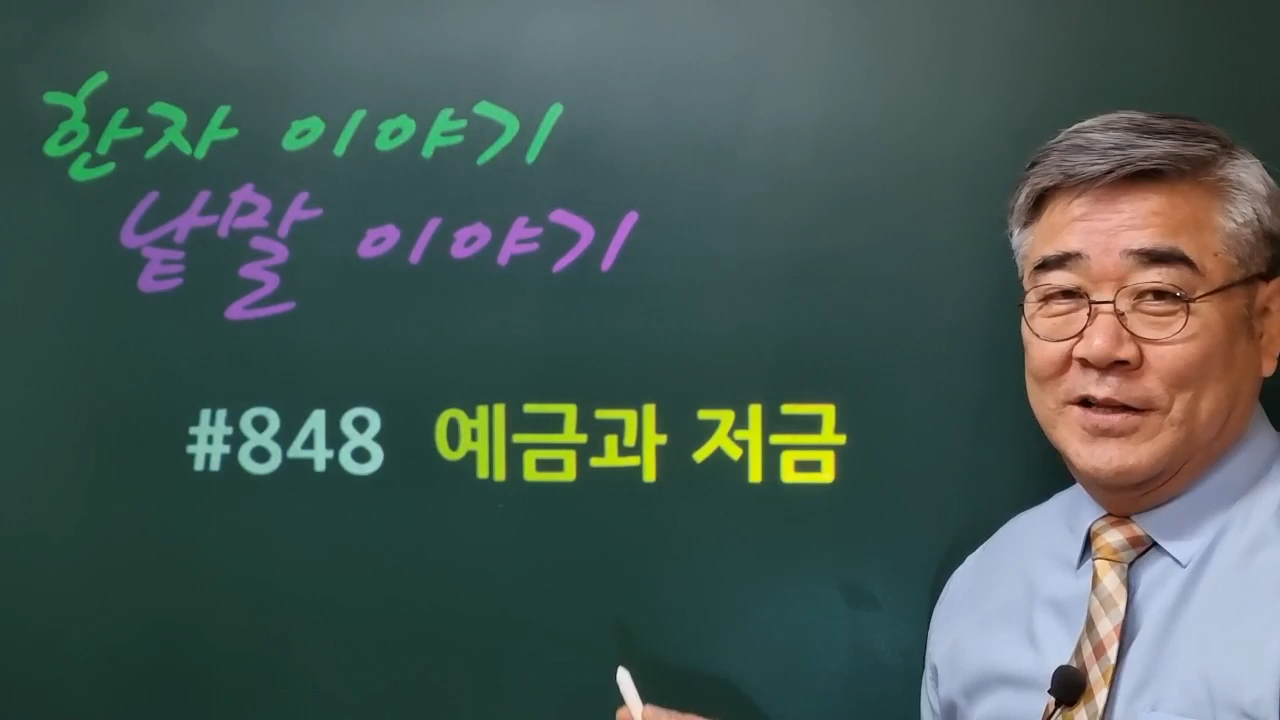 한자 이야기
낱말 이야기
#848 예금과 저금